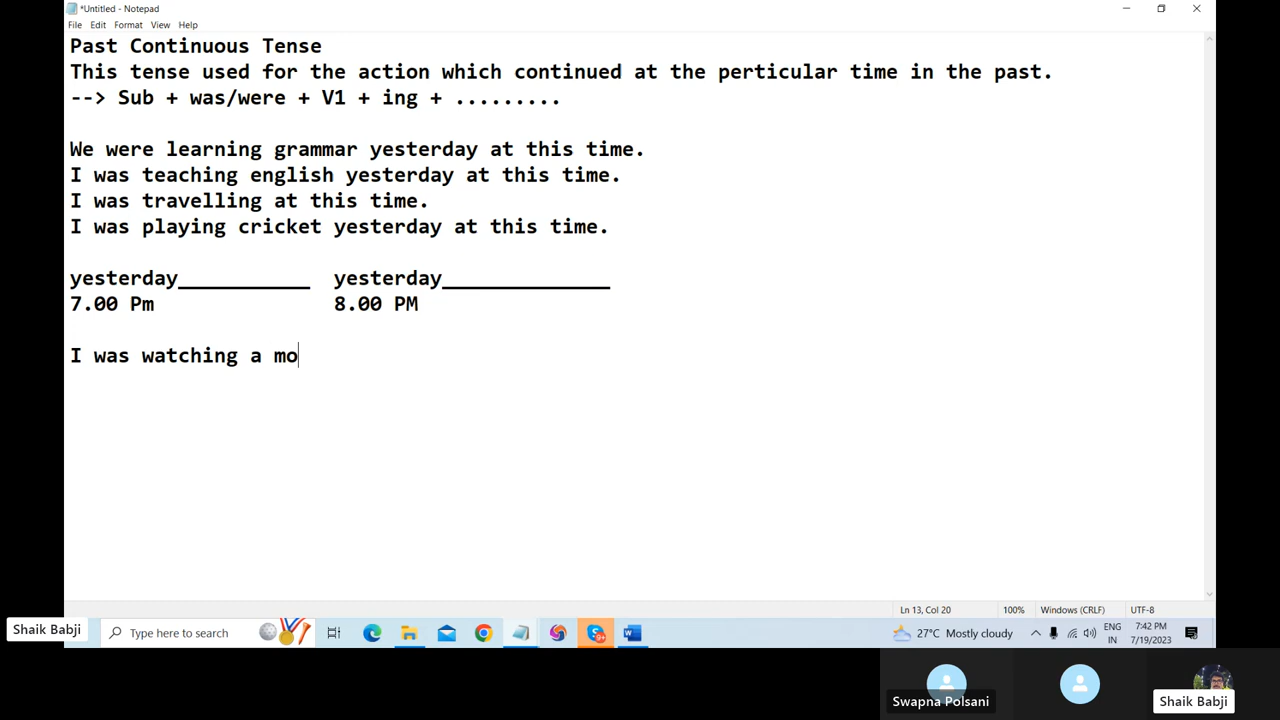 *Untitled - Notepad
File Edit Format View Help
Past Continuous Tense
This tense used for the action which continued at the perticular time in the past.
--> Sub + was/were + V1 + ing + .........
We were learning grammar yesterday at this time.
I was teaching english yesterday at this time.
I was travelling at this time.
I was playing cricket yesterday at this time.
yesterday___________ yesterday______________
7.00 Pm 8.00 PM
I was watching a mo
Ln 13, Col 20 100% Windows (CRLF) UTF-8
Shaik Babji
Type here to search
27°C Mostly cloudy
ENG
IN
7:42 PM
7/19/2023
Swapna Polsani
Shaik Babji